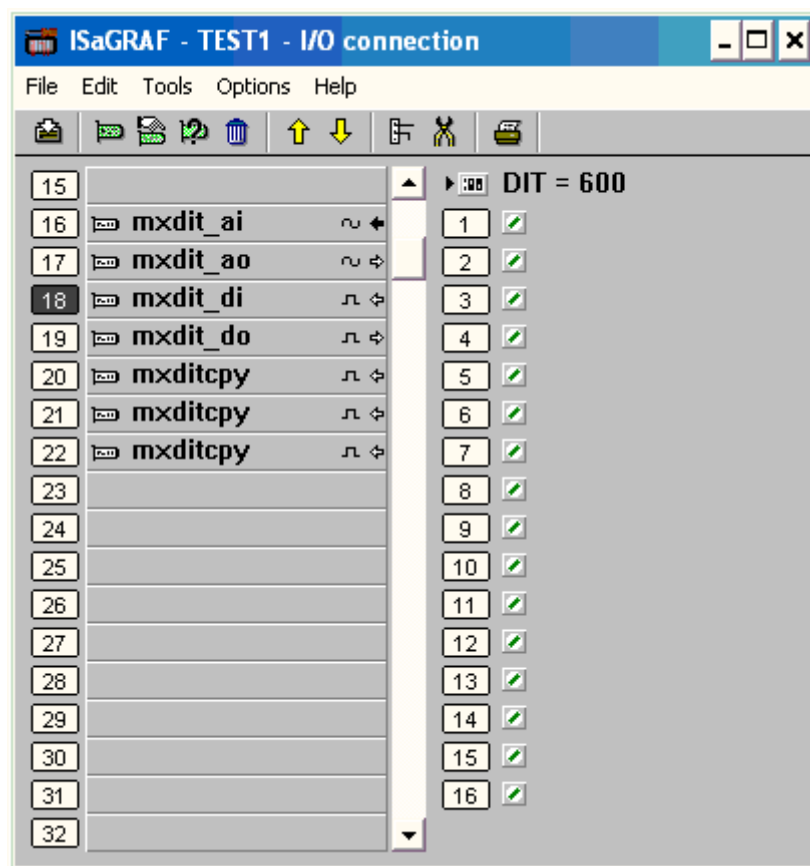 ISaGRAF - TEST1 - I/O connection
File Edit Tools Options Help
15
16 mxdit_ai
17 mxdit_ao
18 mxdit_di
19 mxdit_do
20 mxditcpy
21 mxditcpy
22 mxditcpy
23
24
25
26
27
28
29
30
31
32
DIT = 600
1
2
3
4
5
6
7
8
9
10
11
12
13
14
15
16